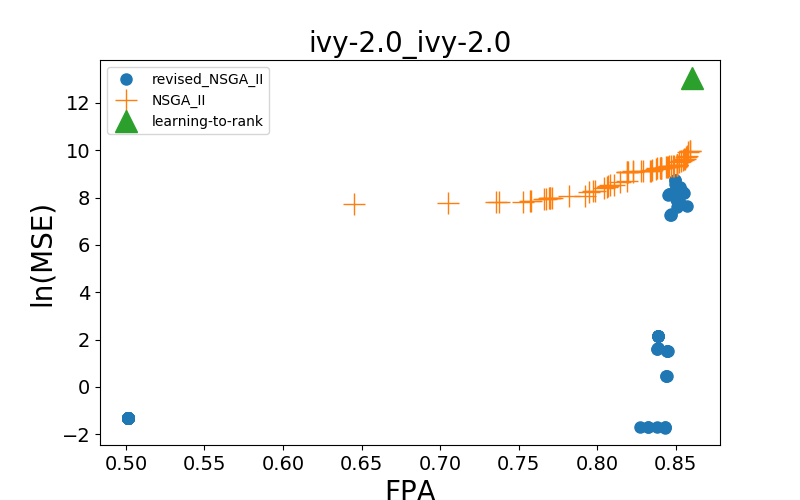 ivy-2.0_ivy-2.0
revised_NSGA_II
NSGA_II
learning-to-rank
ln(MSE)
12
10
8
6
4
2
0
−2
0.50 0.55 0.60 0.65 0.70 0.75 0.80 0.85
FPA